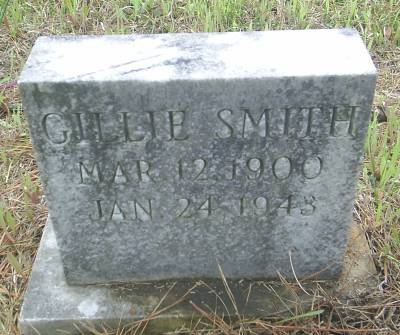 GILLIE SMITH
MAR. 12, 1900
JAN. 24, 1943